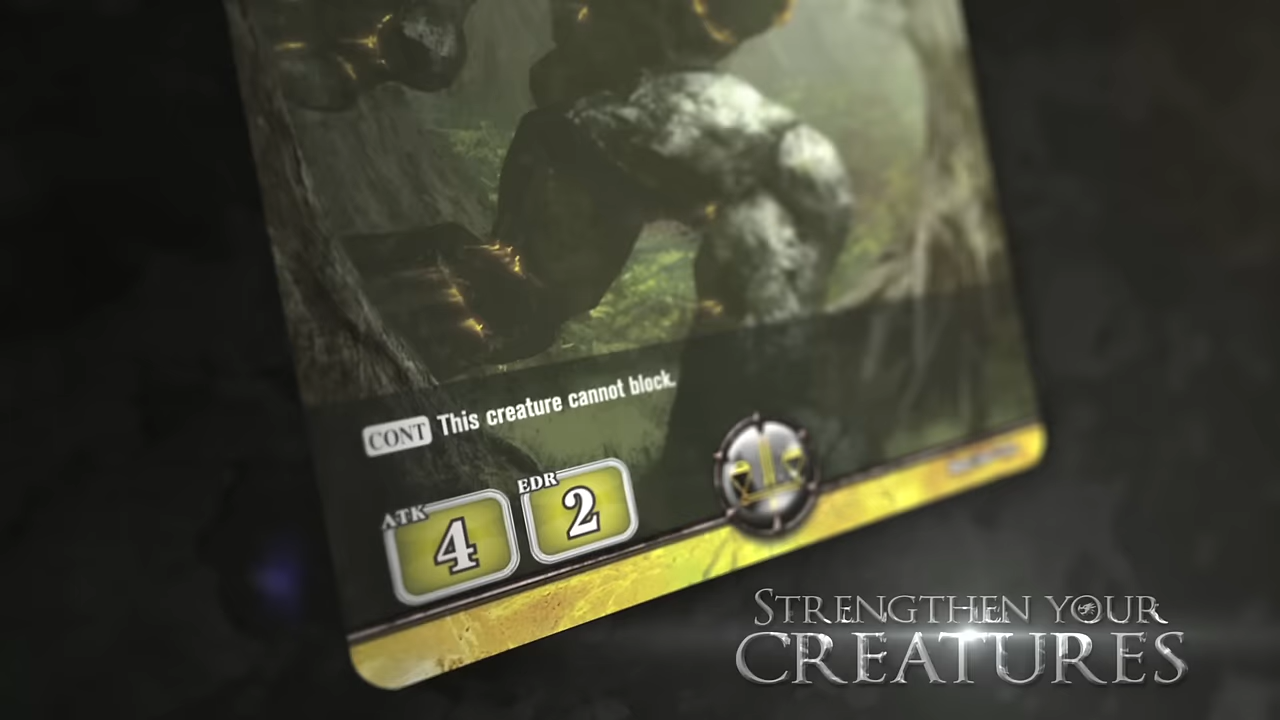 CONT This creature cannot block.
ATK 4
EDR 2
STRENGTHEN YOUR
CREATURES